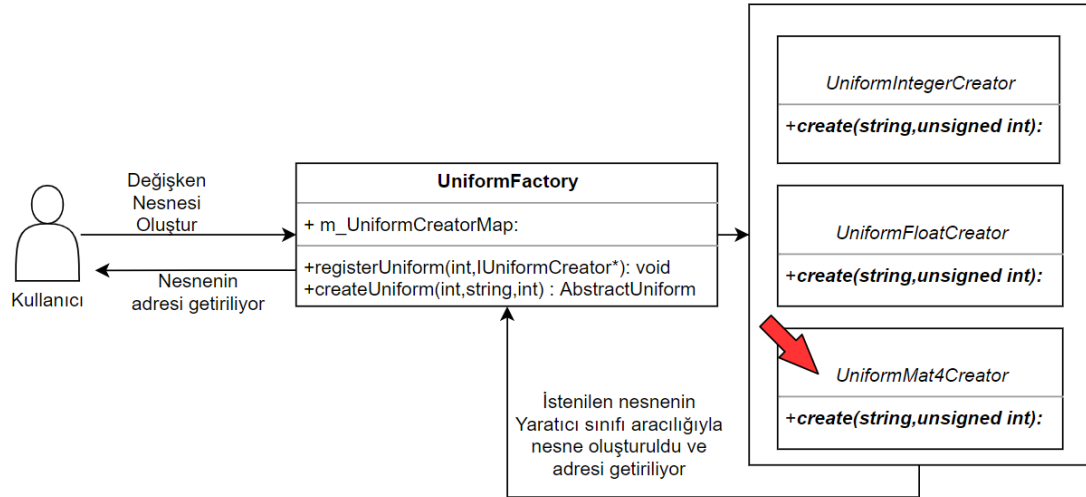 Değişken
Nesnesi
Oluştur
Kullanıcı
Nesnenin
adresi getiriliyor
UniformFactory
+ m_UniformCreatorMap:
+registerUniform(int,IUniformCreator*): void
+createUniform(int,string,int) : AbstractUniform
UniformIntegerCreator
+create(string,unsigned int):
UniformFloatCreator
+create(string,unsigned int):
UniformMat4Creator
+create(string,unsigned int):
İstenilen nesnenin
Yaratıcı sınıfı aracılığıyla
nesne oluşturuldu ve
adresi getiriliyor